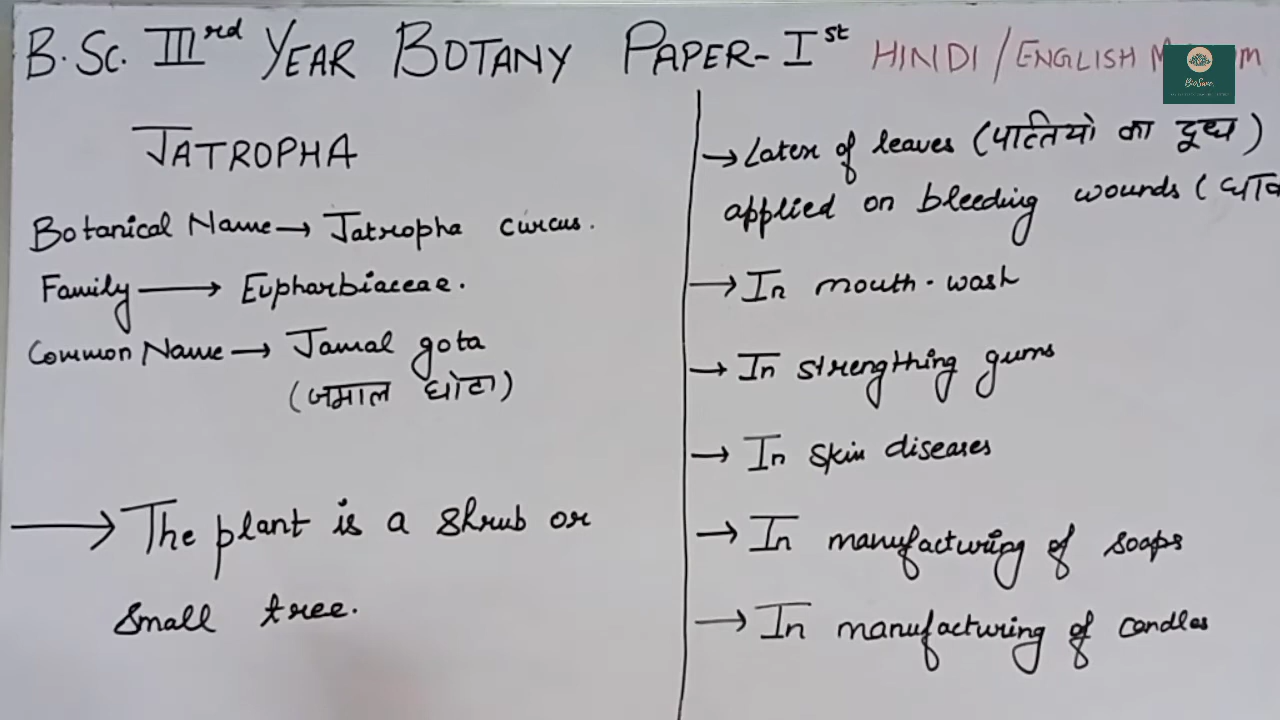 B.Sc. IIIrd YEAR BOTANY PAPER-Ist HINDI/ENGLISH
BioSwar
JATROPHA
Botanical Name → Jatropha curcus.
Family → Eupharbiaceae.
Common Name → Jamal gota
(जमाल घोटा)
→ The plant is a shrub or
small tree.
→ Latex of leaves (पत्तियो का दूध)
applied on bleeding wounds (
→ In mouth-wash
→ In strengthing gums
→ In skin diseases
→ In manufacturing of soaps
→ In manufacturing of candles